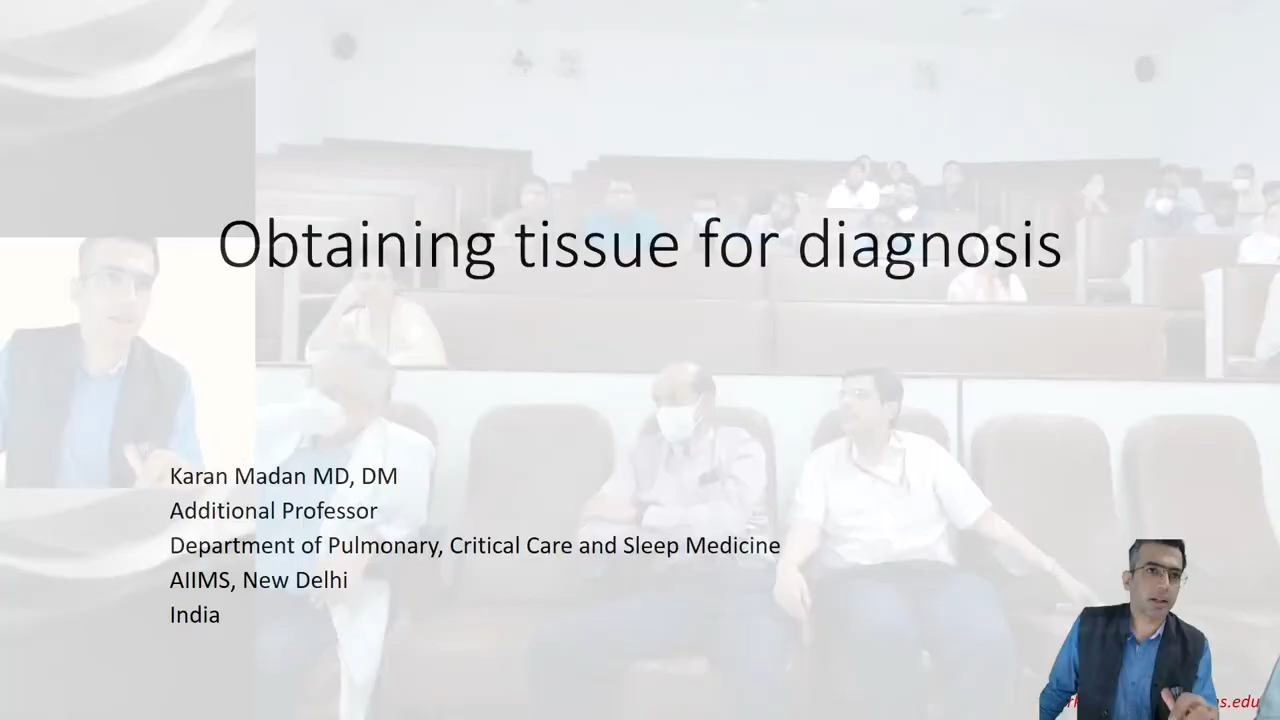 Obtaining tissue for diagnosis
Karan Madan MD, DM
Additional Professor
Department of Pulmonary, Critical Care and Sleep Medicine
AIIMS, New Delhi
India
s.edu